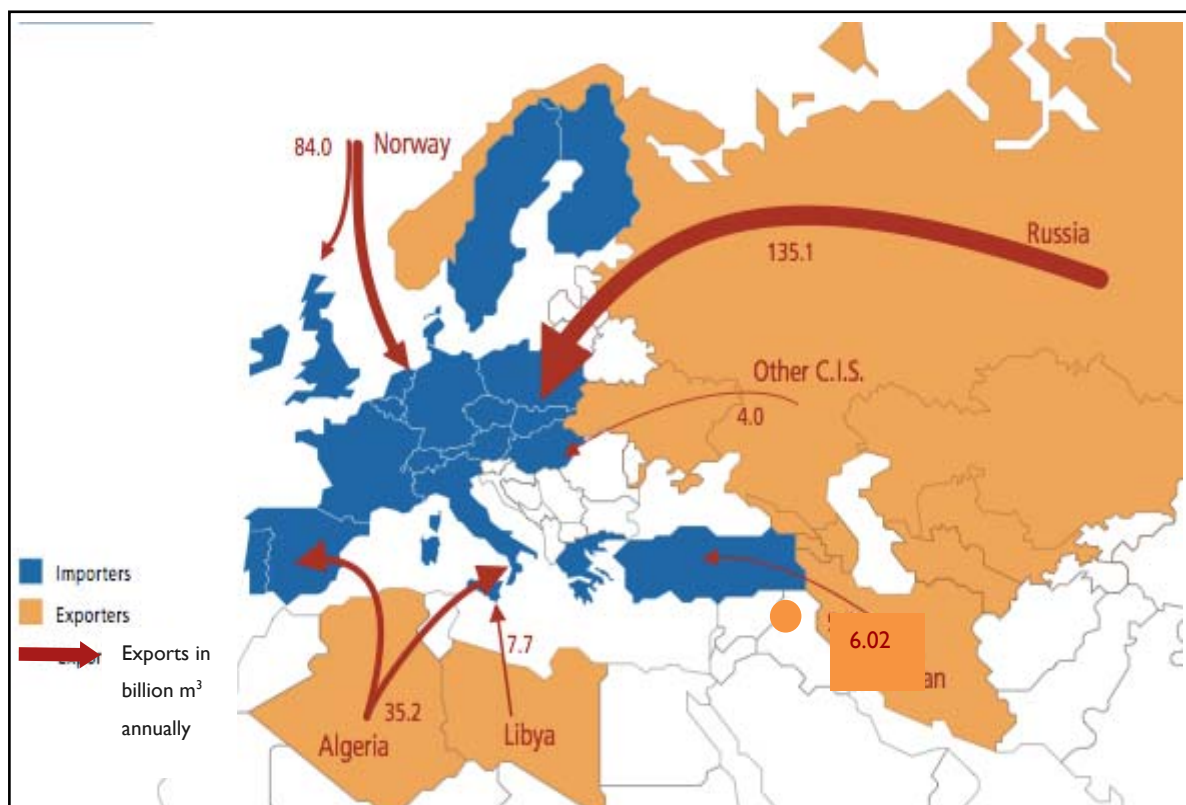 84.0
Norway
Russia
135.1
Other C.I.S.
4.0
Importers
Exporters
Exports in
billion m³
annually
7.7
6.02
an
35.2
Algeria
Libya